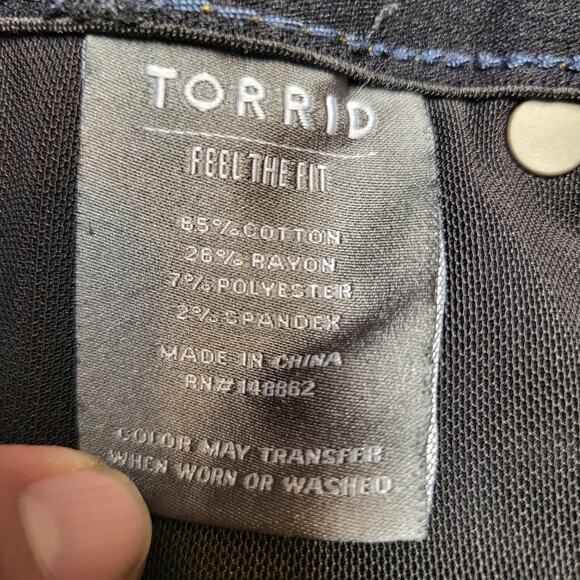 TORRID
FEEL THE FIT
65% COTTON
26% RAYON
7% POLYESTER
2% SPANDEX
MADE IN CHINA
RN# 148862
COLOR MAY TRANSFER
WHEN WORN OR WASHED